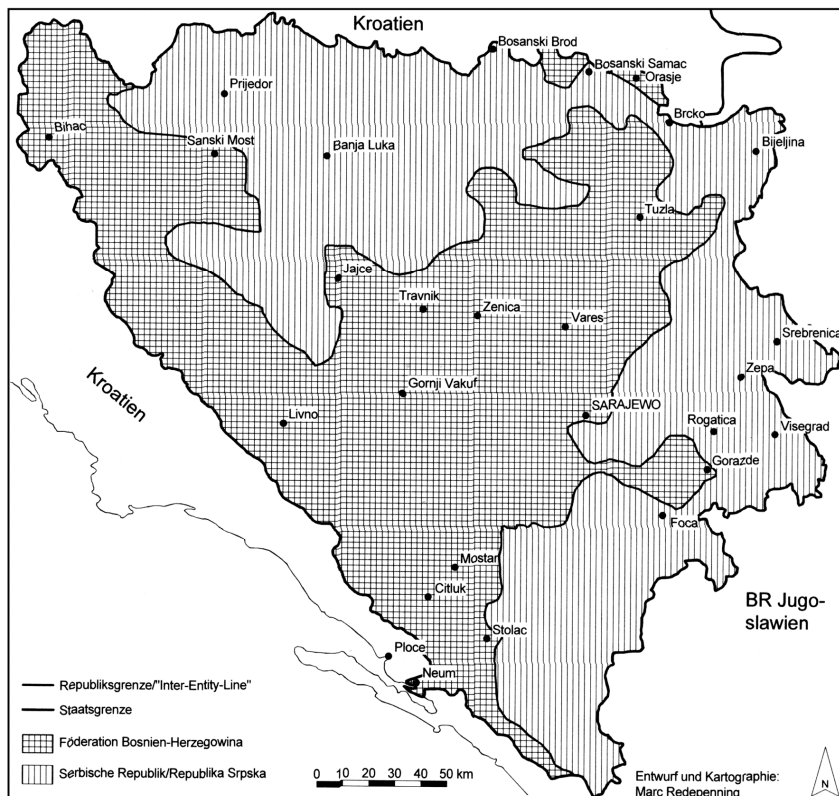 Kroatien
Bosanski Brod
Bosanski Samac
Orasje
Prijedor
Brcko
Bihac
Sanski Most
Banja Luka
Bijeljina
Tuzla
Jajce
Travnik
Zenica
Vares
Srebrenica
Zepa
Kroatien
Gornji Vakuf
Livno
SARAJEWO
Rogatica
Visegrad
Gorazde
Foca
Mostar
Citluk
BR Jugo-
slawien
Stolac
Ploce
Neum
Republiksgrenze/"Inter-Entity-Line"
Staatsgrenze
Föderation Bosnien-Herzegowina
Serbische Republik/Republika Srpska
0 10 20 30 40 50 km
Entwurf und Kartographie:
Marc Redepenning
N